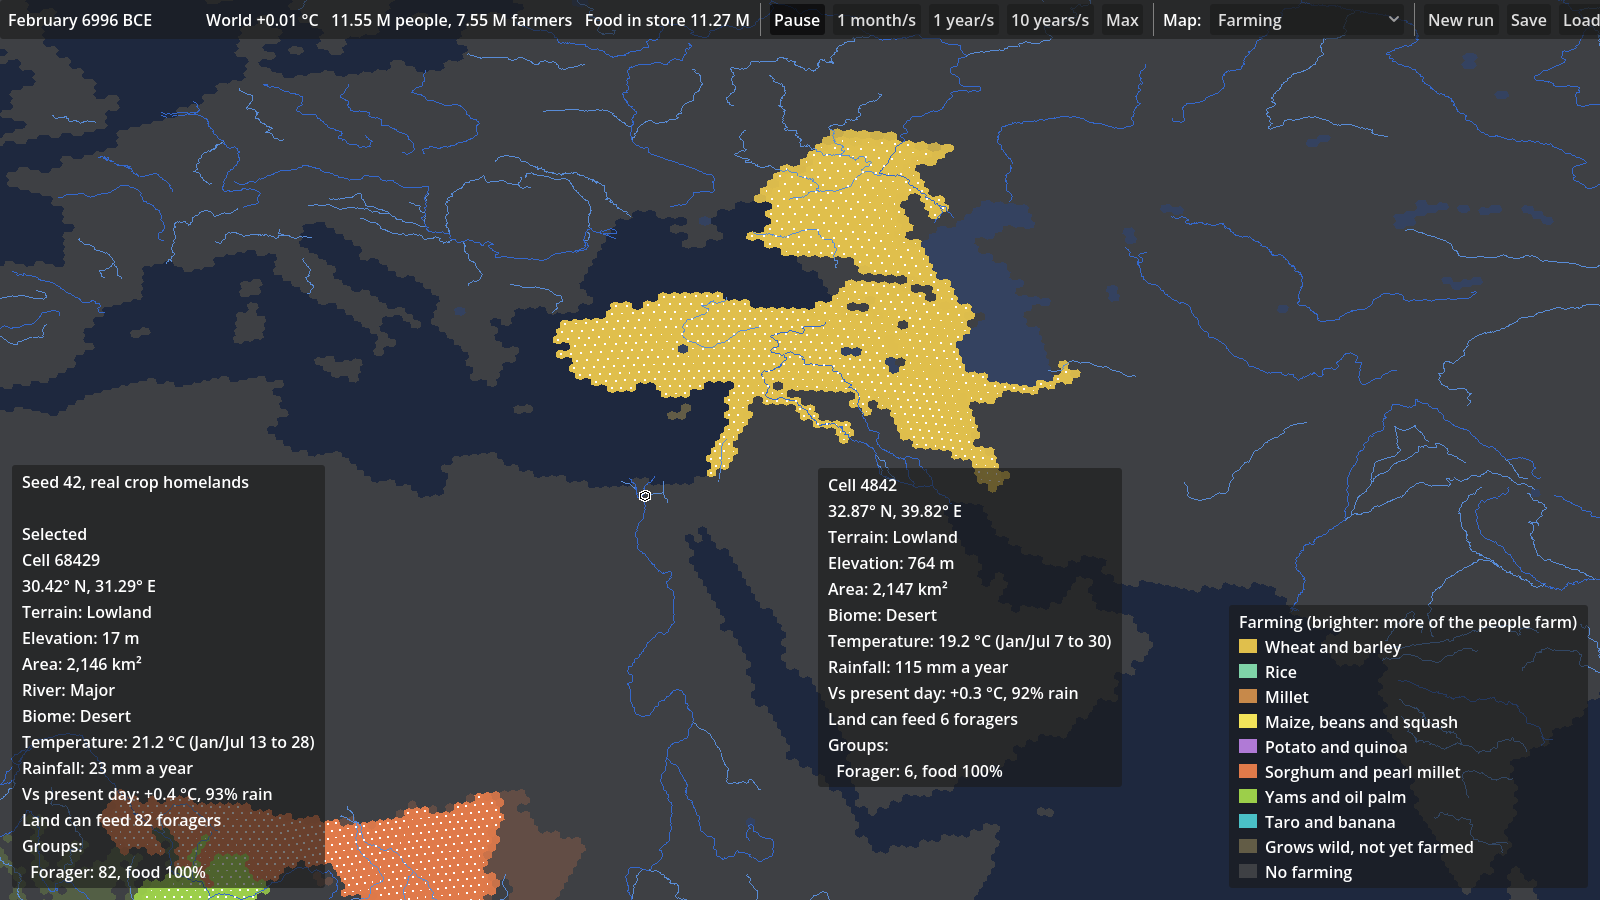 February 6996 BCE
World +0.01 °C
11.55 M people, 7.55 M farmers
Food in store 11.27 M
Pause
1 month/s
1 year/s
10 years/s
Max
Map:
Farming
New run
Save
Load
Seed 42, real crop homelands
Selected
Cell 68429
30.42° N, 31.29° E
Terrain: Lowland
Elevation: 17 m
Area: 2,146 km²
River: Major
Biome: Desert
Temperature: 21.2 °C (Jan/Jul 13 to 28)
Rainfall: 23 mm a year
Vs present day: +0.4 °C, 93% rain
Land can feed 82 foragers
Groups:
Forager: 82, food 100%
Cell 4842
32.87° N, 39.82° E
Terrain: Lowland
Elevation: 764 m
Area: 2,147 km²
Biome: Desert
Temperature: 19.2 °C (Jan/Jul 7 to 30)
Rainfall: 115 mm a year
Vs present day: +0.3 °C, 92% rain
Land can feed 6 foragers
Groups:
Forager: 6, food 100%
Farming (brighter: more of the people farm)
Wheat and barley
Rice
Millet
Maize, beans and squash
Potato and quinoa
Sorghum and pearl millet
Yams and oil palm
Taro and banana
Grows wild, not yet farmed
No farming